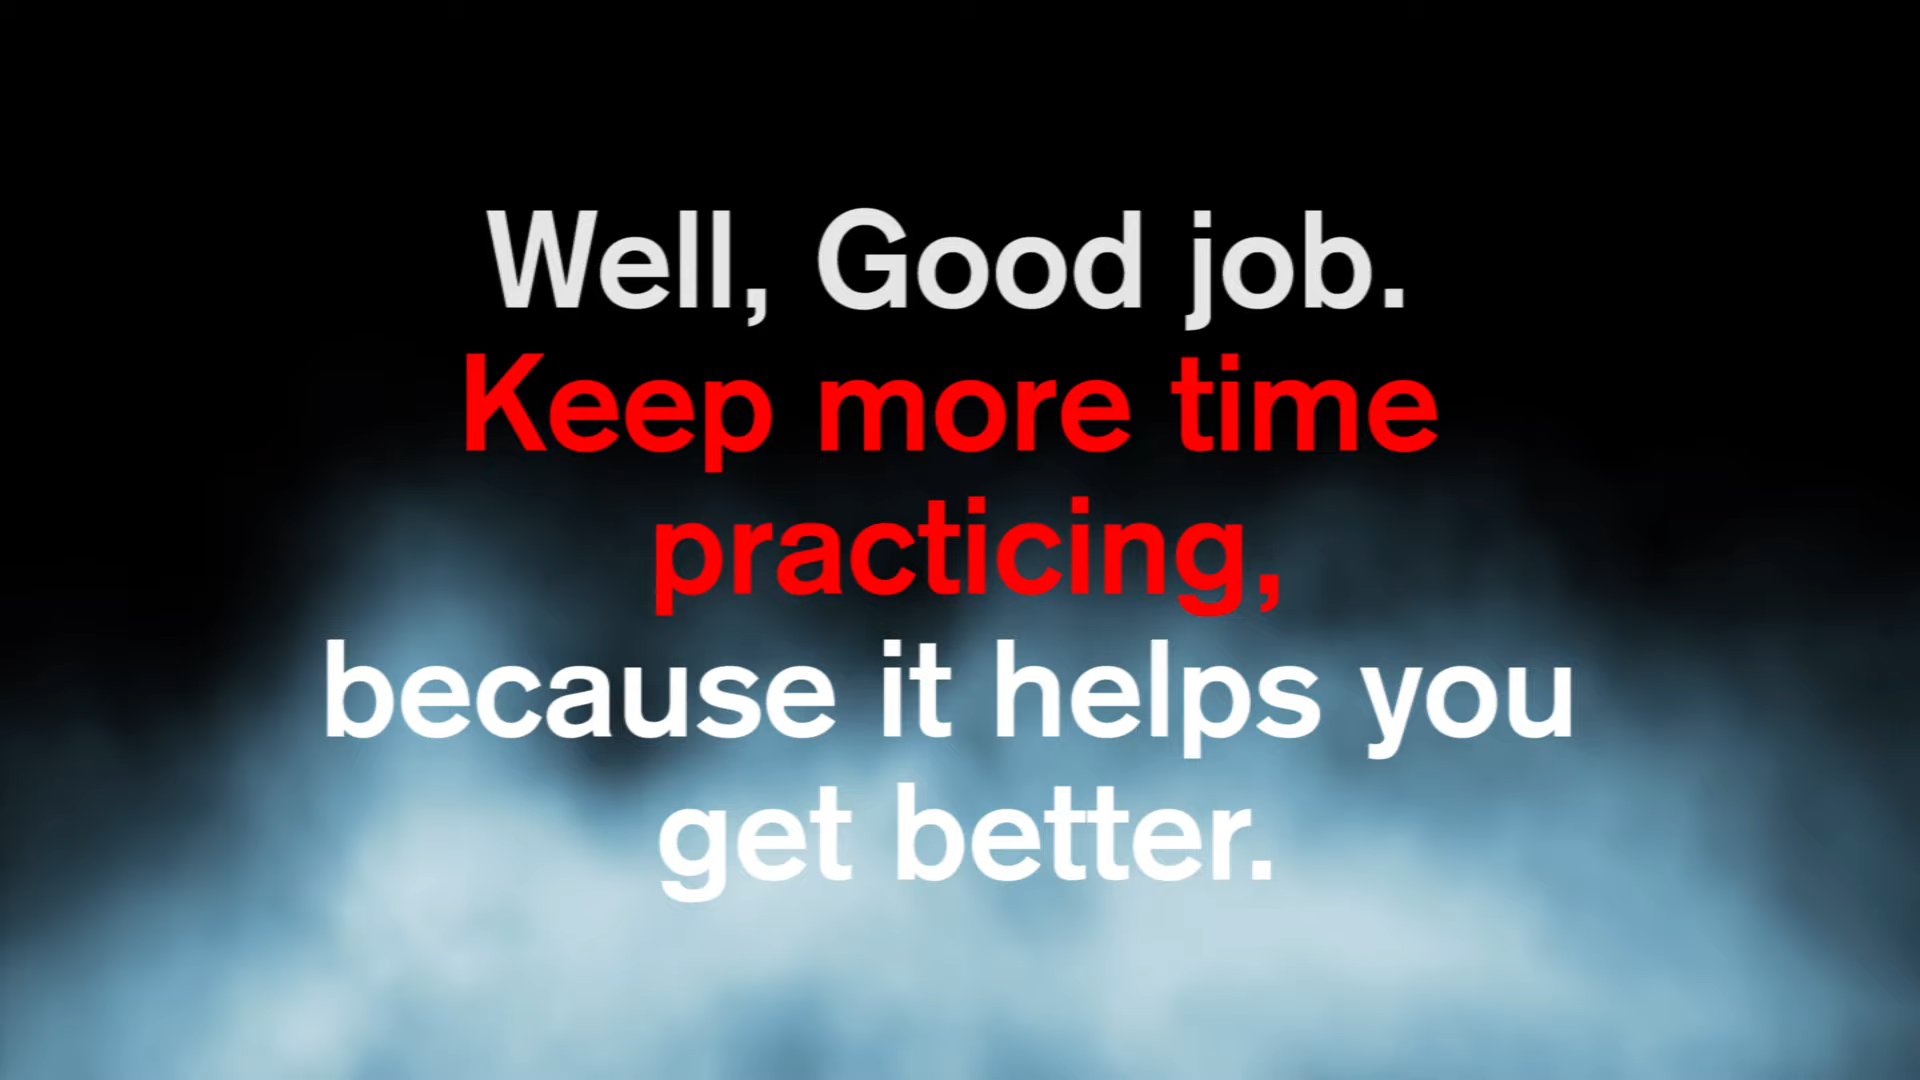 Well, Good job.
Keep more time
practicing,
because it helps you
get better.